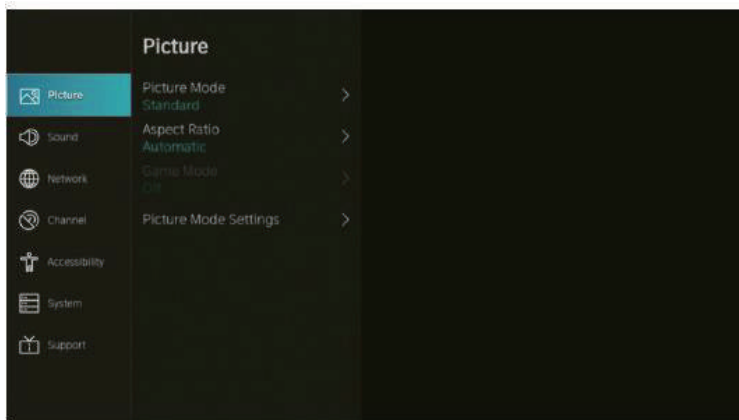 Picture
Picture
Picture Mode
Standard
Sound
Aspect Ratio
Automatic
Network
Game Mode
Off
Channel
Picture Mode Settings
Accessibility
System
Support